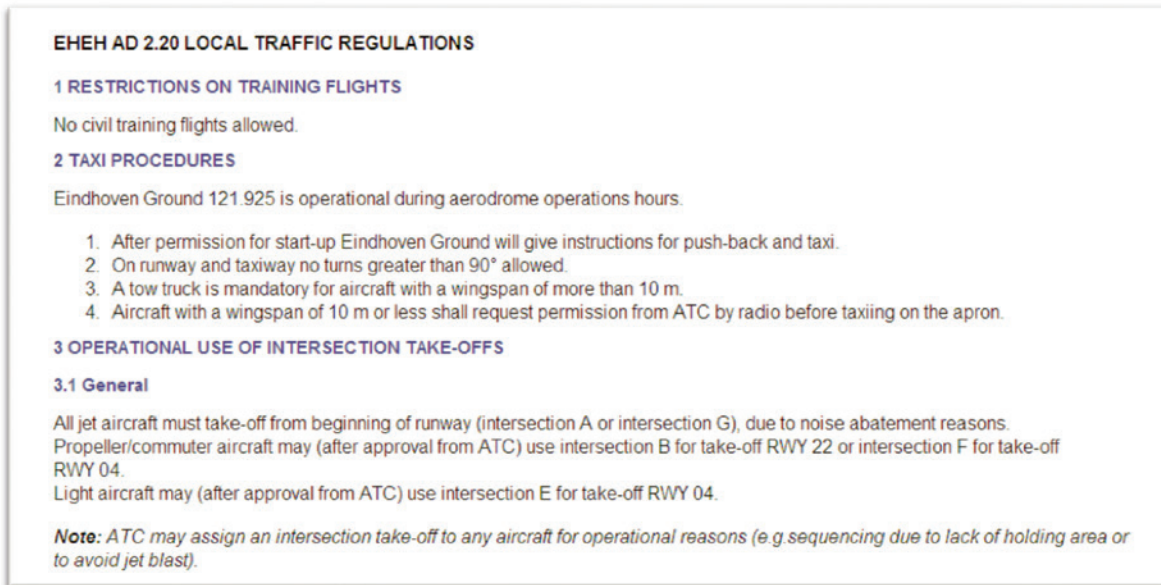 EHEH AD 2.20 LOCAL TRAFFIC REGULATIONS
1 RESTRICTIONS ON TRAINING FLIGHTS
No civil training flights allowed.
2 TAXI PROCEDURES
Eindhoven Ground 121.925 is operational during aerodrome operations hours.
1. After permission for start-up Eindhoven Ground will give instructions for push-back and taxi.
2. On runway and taxiway no turns greater than 90° allowed.
3. A tow truck is mandatory for aircraft with a wingspan of more than 10 m.
4. Aircraft with a wingspan of 10 m or less shall request permission from ATC by radio before taxiing on the apron.
3 OPERATIONAL USE OF INTERSECTION TAKE-OFFS
3.1 General
All jet aircraft must take-off from beginning of runway (intersection A or intersection G), due to noise abatement reasons.
Propeller/commuter aircraft may (after approval from ATC) use intersection B for take-off RWY 22 or intersection F for take-off
RWY 04.
Light aircraft may (after approval from ATC) use intersection E for take-off RWY 04.
Note: ATC may assign an intersection take-off to any aircraft for operational reasons (e.g.sequencing due to lack of holding area or
to avoid jet blast).